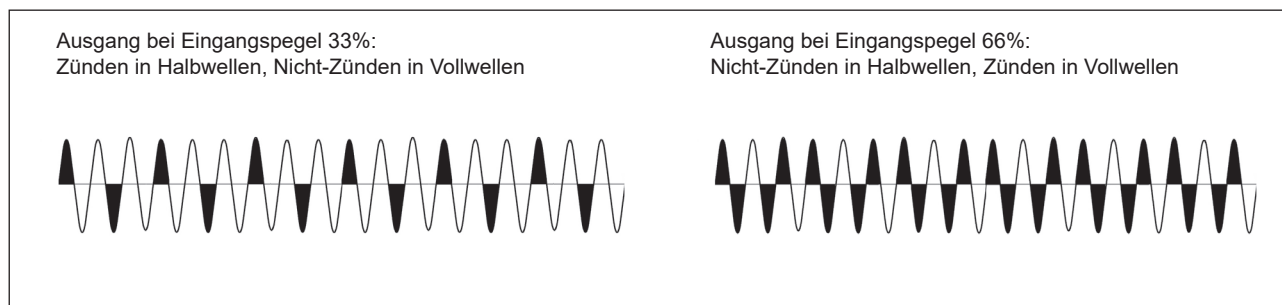 Ausgang bei Eingangspegel 33%:
Zünden in Halbwellen, Nicht-Zünden in Vollwellen
Ausgang bei Eingangspegel 66%:
Nicht-Zünden in Halbwellen, Zünden in Vollwellen